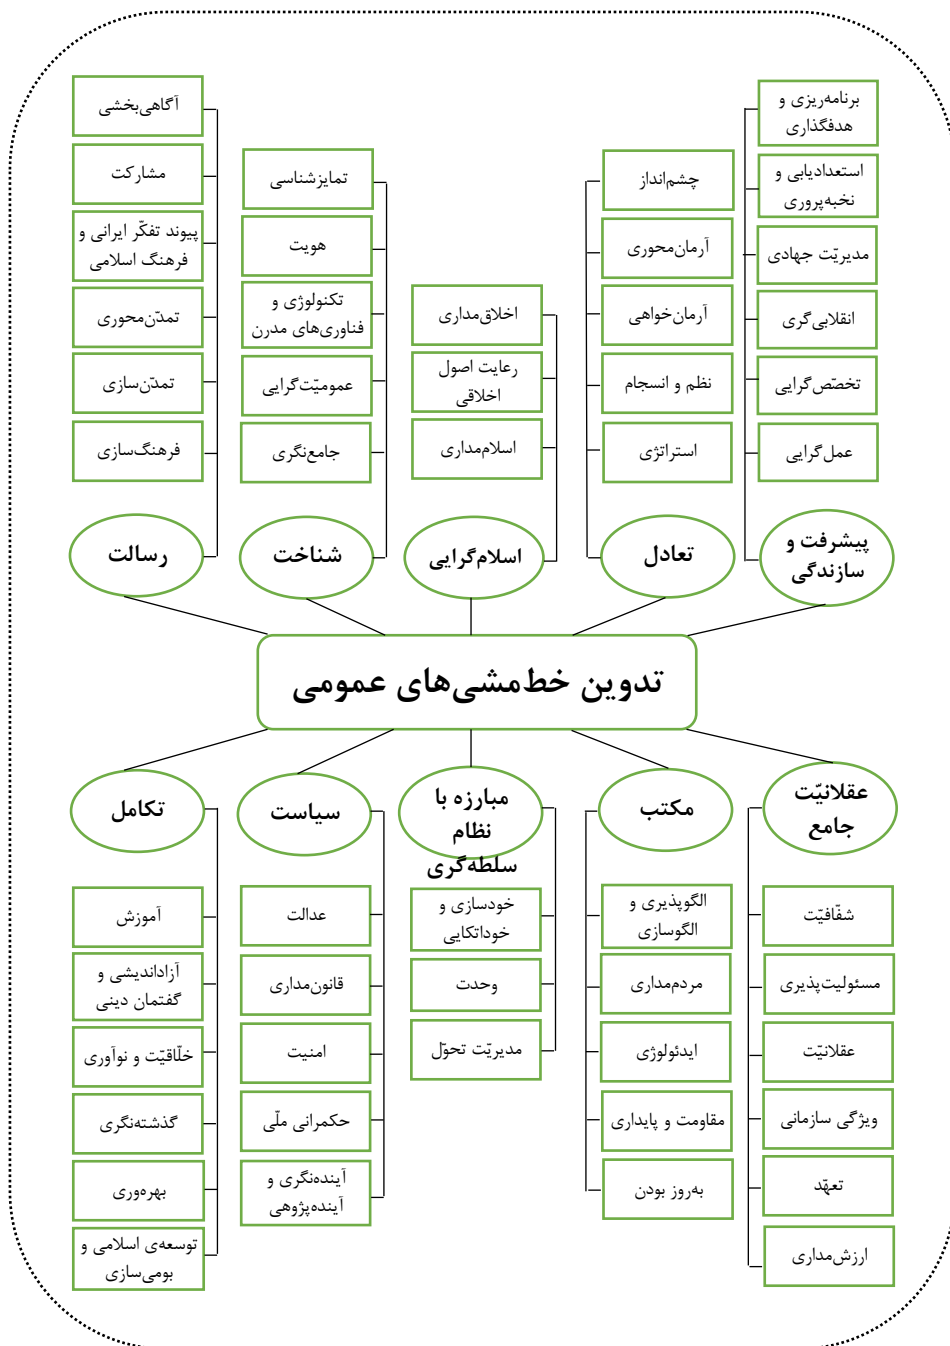 برنامه‌ریزی و
هدفگذاری
استعدادیابی و
نخبه‌پروری
مدیریّت جهادی
انقلابی‌گری
تخصّص‌گرایی
عمل‌گرایی
پیشرفت و
سازندگی
چشم‌انداز
آرمان‌محوری
آرمان‌خواهی
نظم و انسجام
استراتژی
تعادل
اخلاق‌مداری
رعایت اصول
اخلاقی
اسلام‌مداری
اسلام‌گرایی
تمایزشناسی
هویت
تکنولوژی و
فناوری‌های مدرن
عمومیّت‌گرایی
جامع‌نگری
شناخت
آگاهی‌بخشی
مشارکت
پیوند تفکّر ایرانی و
فرهنگ اسلامی
تمدّن‌محوری
تمدّن‌سازی
فرهنگ‌سازی
رسالت
تدوین خط‌مشی‌های عمومی
عقلانیّت
جامع
شفّافیّت
مسئولیت‌پذیری
عقلانیّت
ویژگی سازمانی
تعهّد
ارزش‌مداری
مکتب
الگوپذیری و
الگوسازی
مردم‌مداری
ایدئولوژی
مقاومت و پایداری
به‌روز بودن
مبارزه با
نظام
سلطه‌گری
خودسازی و
خوداتکایی
وحدت
مدیریّت تحوّل
سیاست
عدالت
قانون‌مداری
امنیت
حکمرانی ملّی
آینده‌نگری و
آینده‌پژوهی
تکامل
آموزش
آزاداندیشی و
گفتمان دینی
خلّاقیّت و نوآوری
گذشته‌نگری
بهره‌وری
توسعه‌ی اسلامی و
بومی‌سازی